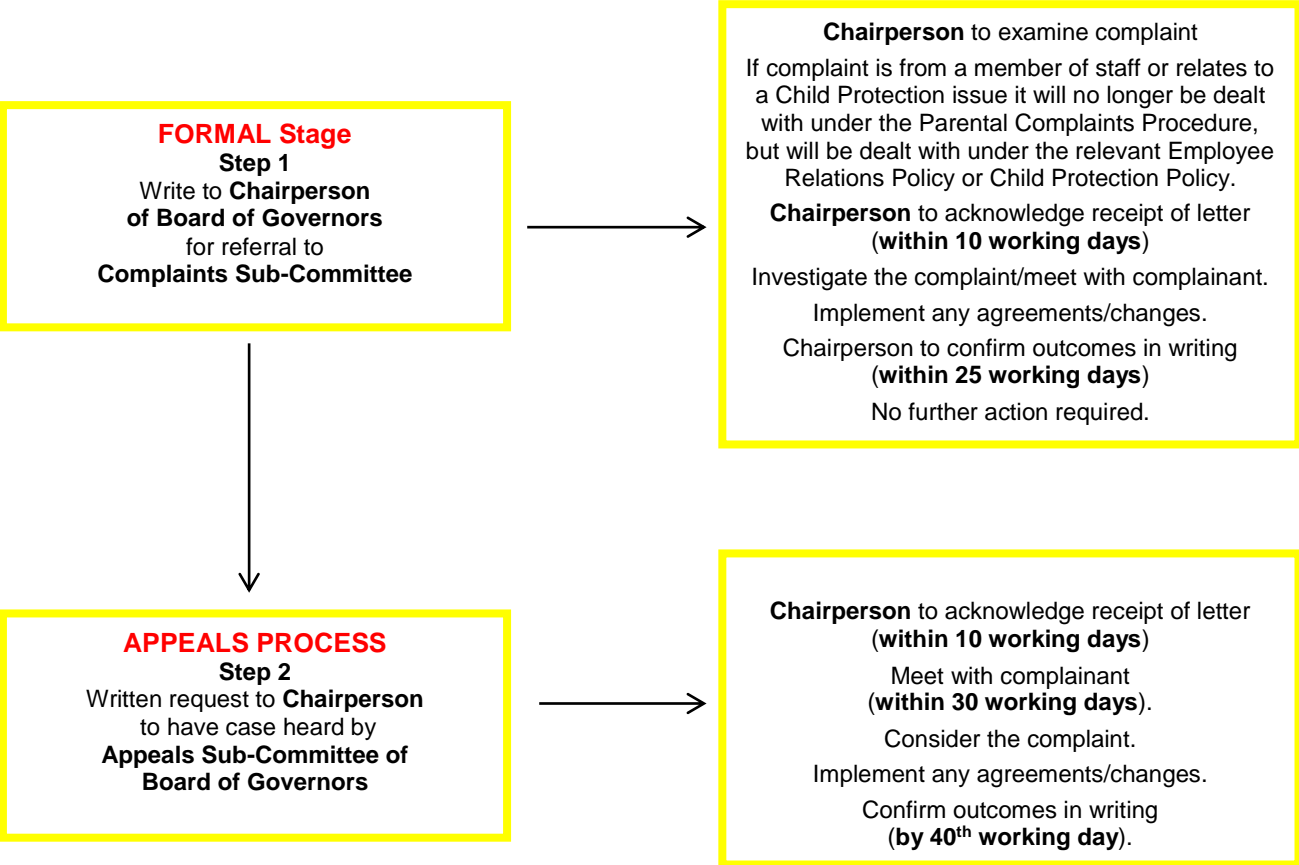 FORMAL Stage
Step 1
Write to Chairperson
of Board of Governors
for referral to
Complaints Sub-Committee
Chairperson to examine complaint
If complaint is from a member of staff or relates to
a Child Protection issue it will no longer be dealt
with under the Parental Complaints Procedure,
but will be dealt with under the relevant Employee
Relations Policy or Child Protection Policy.
Chairperson to acknowledge receipt of letter
(within 10 working days)
Investigate the complaint/meet with complainant.
Implement any agreements/changes.
Chairperson to confirm outcomes in writing
(within 25 working days)
No further action required.
APPEALS PROCESS
Step 2
Written request to Chairperson
to have case heard by
Appeals Sub-Committee of
Board of Governors
Chairperson to acknowledge receipt of letter
(within 10 working days)
Meet with complainant
(within 30 working days).
Consider the complaint.
Implement any agreements/changes.
Confirm outcomes in writing
(by 40th working day).